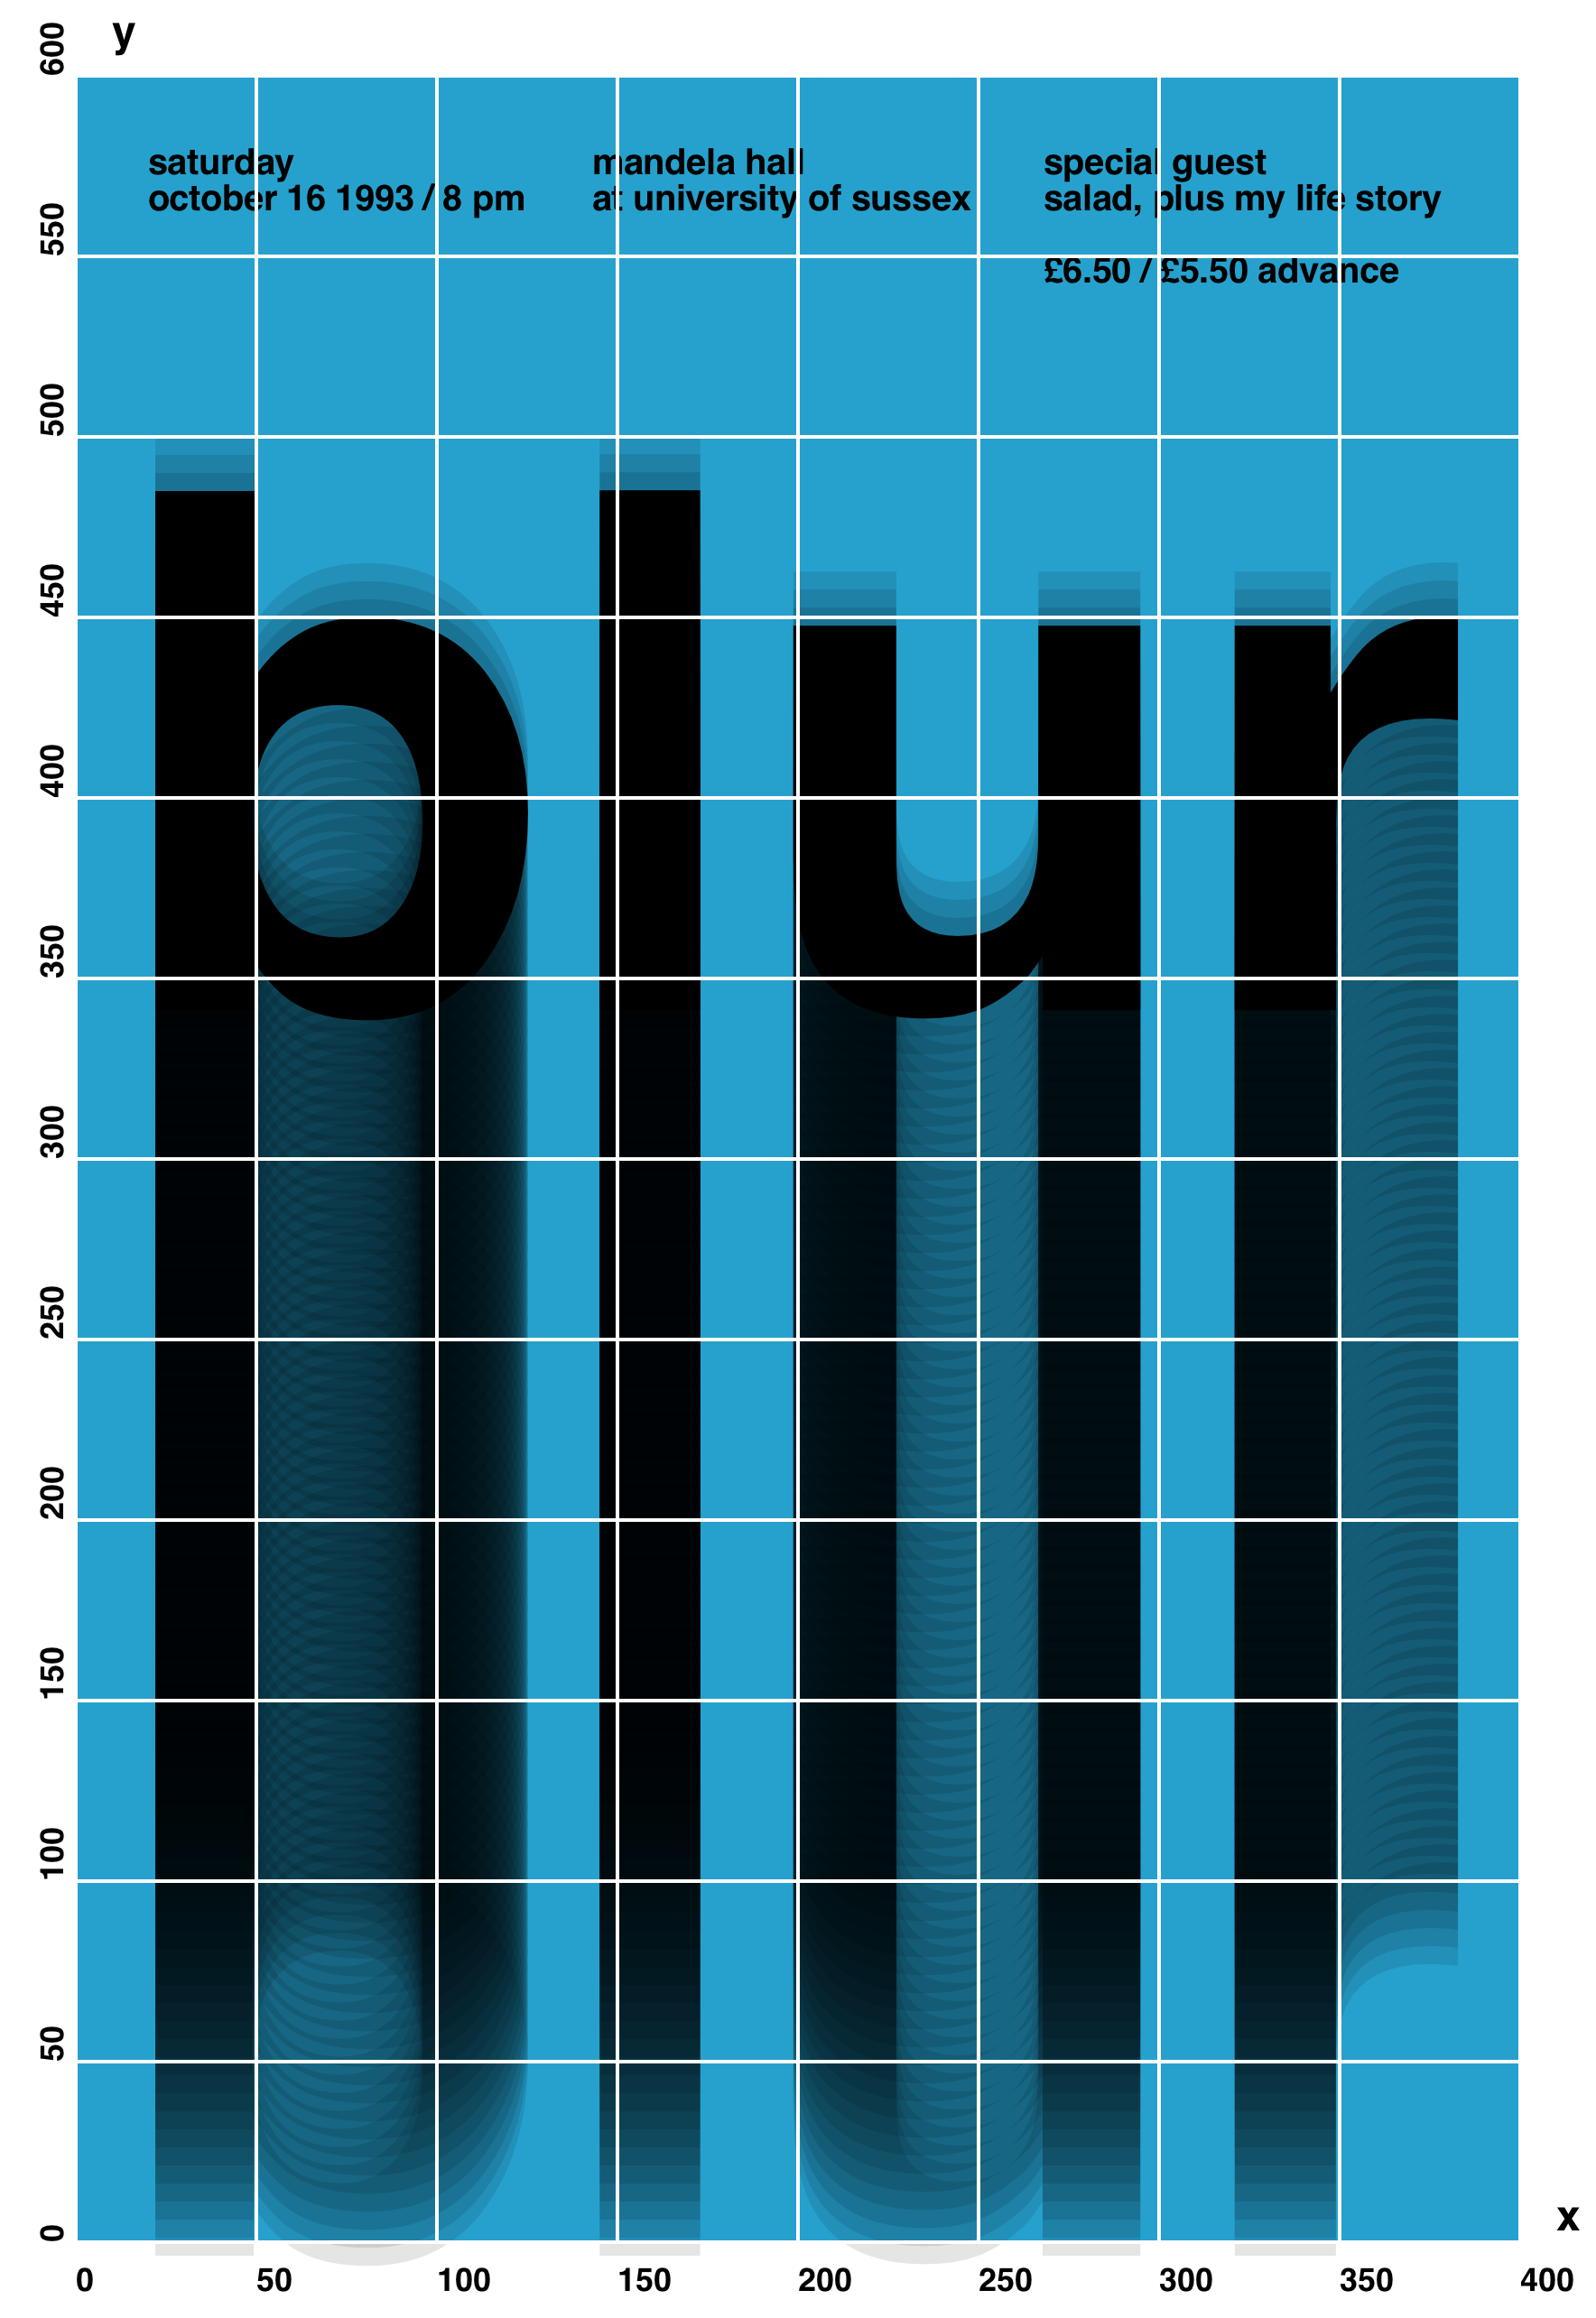 y
600
saturday
october 16 1993 / 8 pm
mandela hall
at university of sussex
special guest
salad, plus my life story
£6.50 / £5.50 advance
550
500
450
blur
400
350
300
250
200
150
100
50
0
x
0 50 100 150 200 250 300 350 400